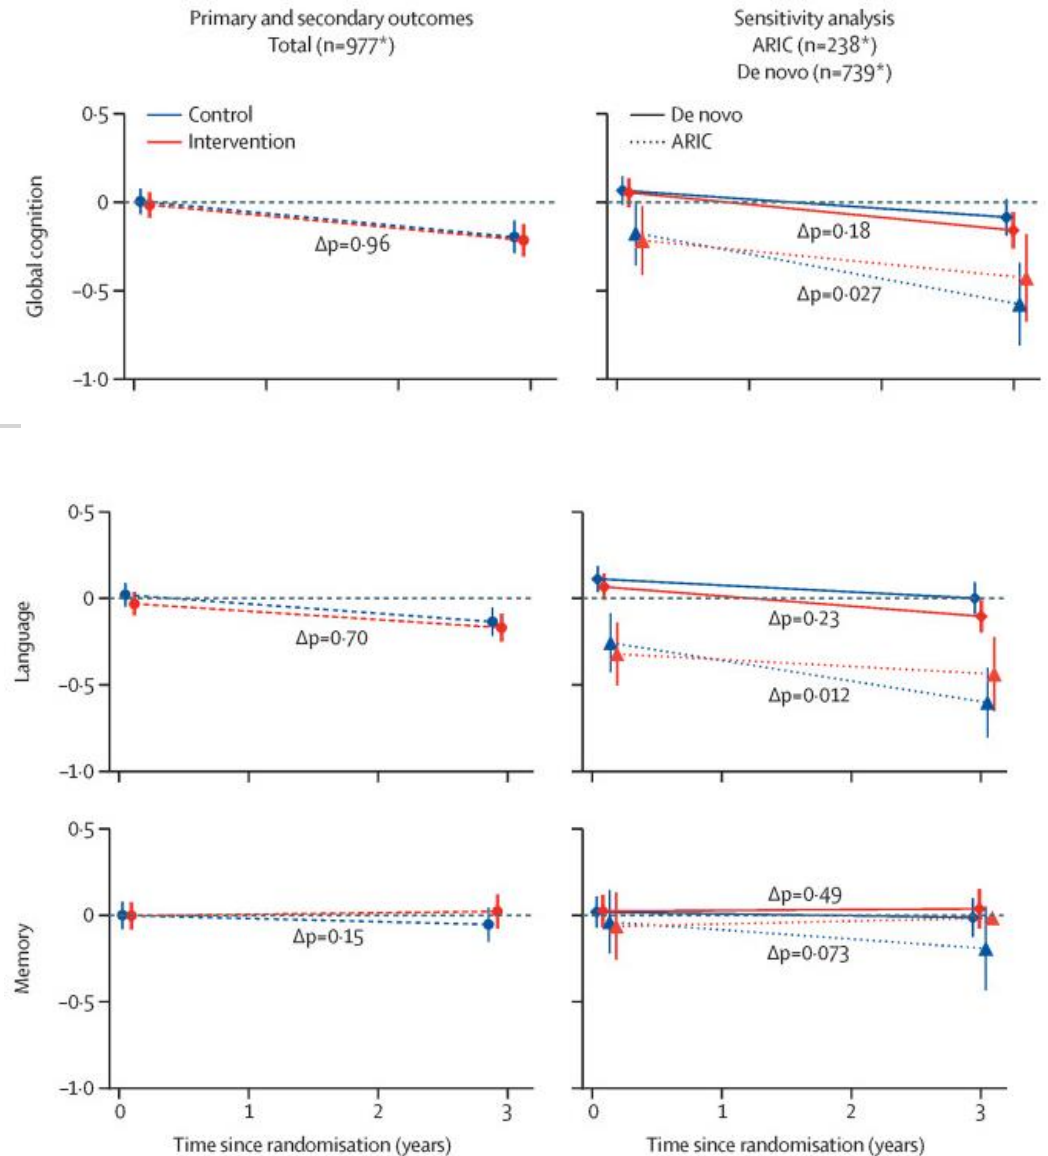 Primary and secondary outcomes
Total (n=977*)
Sensitivity analysis
ARIC (n=238*)
De novo (n=739*)
Global cognition
0·5
0
−0·5
−1·0
Control
Intervention
Δp=0·96
De novo
ARIC
Δp=0·18
Δp=0·027
Language
0·5
0
−0·5
−1·0
Δp=0·70
Δp=0·23
Δp=0·012
Memory
0·5
0
−0·5
−1·0
Δp=0·15
Δp=0·49
Δp=0·073
0 1 2 3
Time since randomisation (years)
0 1 2 3
Time since randomisation (years)